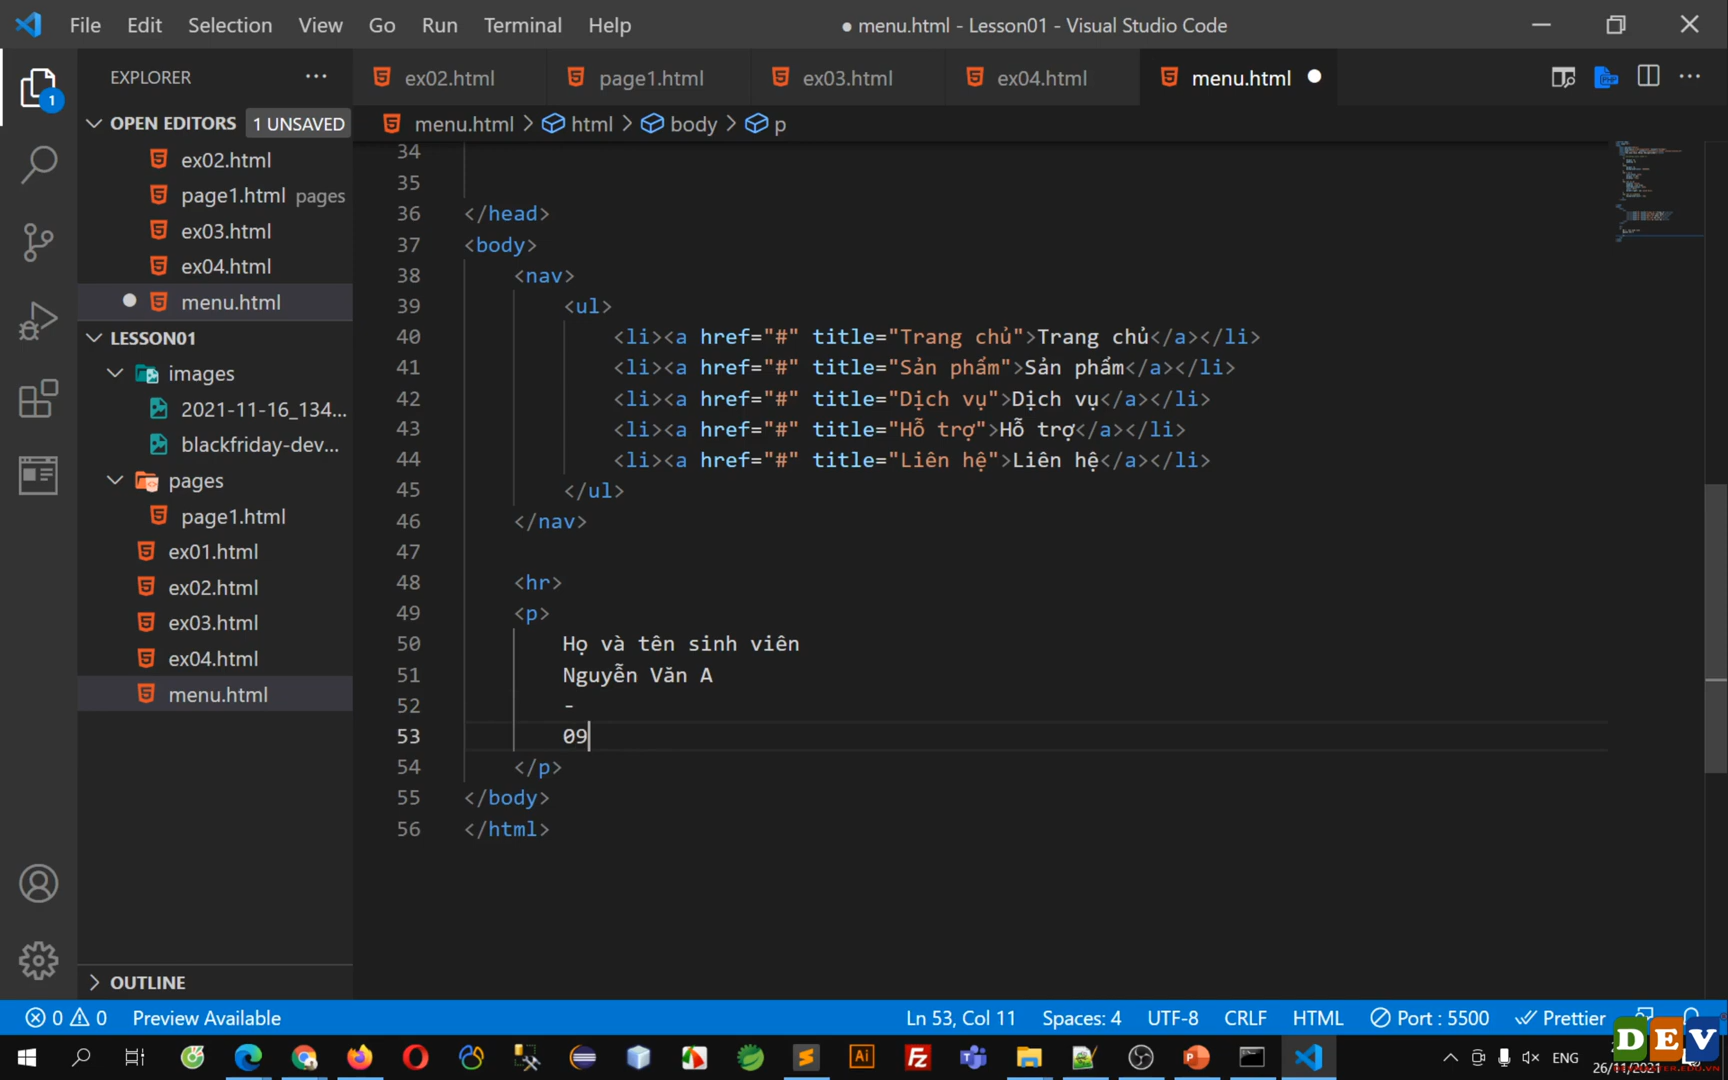 File Edit Selection View Go Run Terminal Help ● menu.html - Lesson01 - Visual Studio Code
EXPLORER
ex02.html page1.html ex03.html ex04.html menu.html
OPEN EDITORS 1 UNSAVED
menu.html > html > body > p
ex02.html
page1.html pages
ex03.html
ex04.html
menu.html
LESSON01
images
2021-11-16_134...
blackfriday-dev...
pages
page1.html
ex01.html
ex02.html
ex03.html
ex04.html
menu.html
OUTLINE
1
34
35
36 </head>
37 <body>
38 <nav>
39 <ul>
40 <li><a href="#" title="Trang chủ">Trang chủ</a></li>
41 <li><a href="#" title="Sản phẩm">Sản phẩm</a></li>
42 <li><a href="#" title="Dịch vụ">Dịch vụ</a></li>
43 <li><a href="#" title="Hỗ trợ">Hỗ trợ</a></li>
44 <li><a href="#" title="Liên hệ">Liên hệ</a></li>
45 </ul>
46 </nav>
47
48 <hr>
49 <p>
50 Họ và tên sinh viên
51 Nguyễn Văn A
52 -
53 09
54 </p>
55 </body>
56 </html>
0 0 Preview Available Ln 53, Col 11 Spaces: 4 UTF-8 CRLF HTML Port : 5500 Prettier
ENG
26/11/2021
DEV